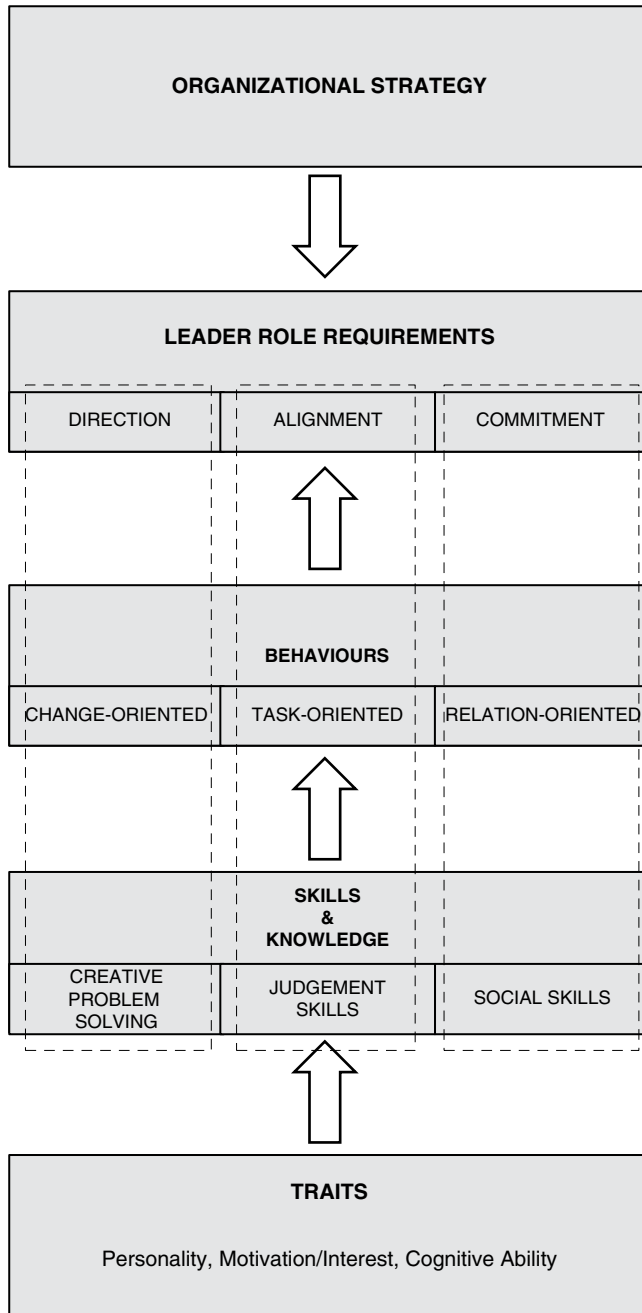 ORGANIZATIONAL STRATEGY
LEADER ROLE REQUIREMENTS
DIRECTION
ALIGNMENT
COMMITMENT
BEHAVIOURS
CHANGE-ORIENTED
TASK-ORIENTED
RELATION-ORIENTED
SKILLS
&
KNOWLEDGE
CREATIVE
PROBLEM
SOLVING
JUDGEMENT
SKILLS
SOCIAL SKILLS
TRAITS
Personality, Motivation/Interest, Cognitive Ability